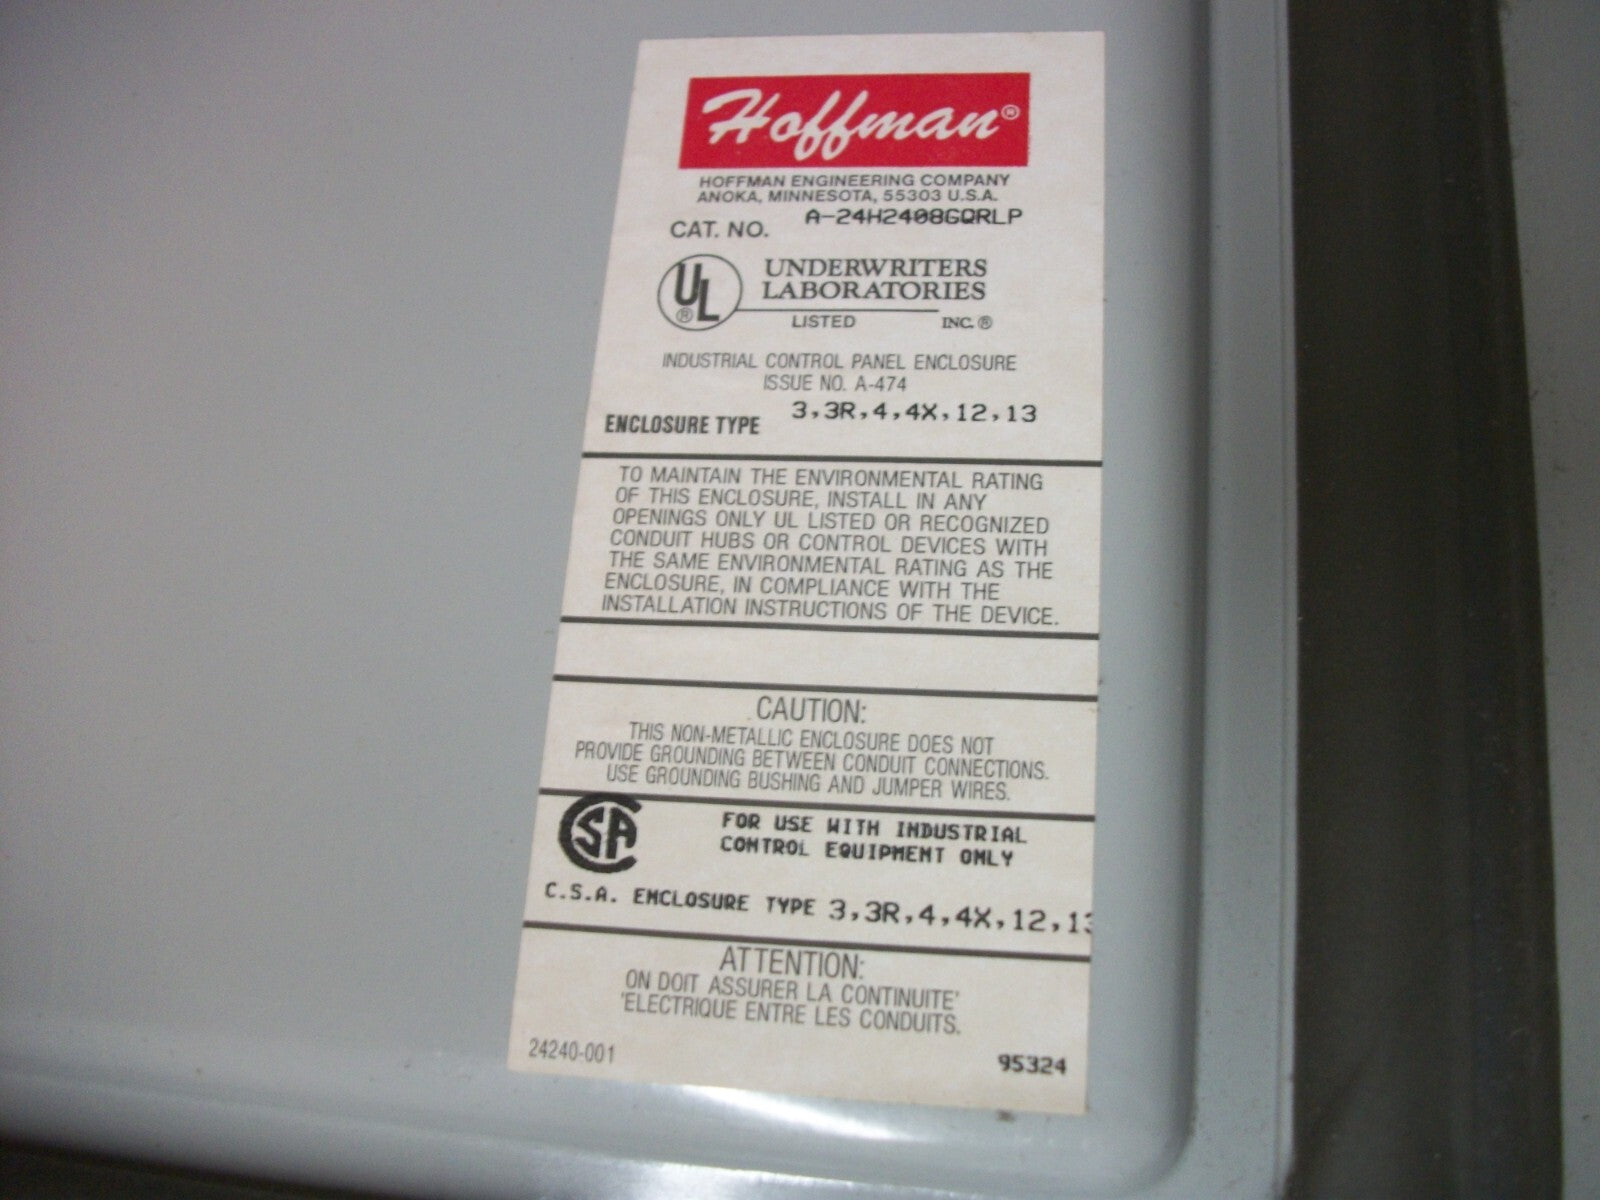 Hoffman®
HOFFMAN ENGINEERING COMPANY
ANOKA, MINNESOTA, 55303 U.S.A.
CAT. NO. A-24H2408GQRLP
UL® UNDERWRITERS
LABORATORIES
LISTED INC.®
INDUSTRIAL CONTROL PANEL ENCLOSURE
ISSUE NO. A-474
ENCLOSURE TYPE 3,3R,4,4X,12,13
TO MAINTAIN THE ENVIRONMENTAL RATING
OF THIS ENCLOSURE, INSTALL IN ANY
OPENINGS ONLY UL LISTED OR RECOGNIZED
CONDUIT HUBS OR CONTROL DEVICES WITH
THE SAME ENVIRONMENTAL RATING AS THE
ENCLOSURE, IN COMPLIANCE WITH THE
INSTALLATION INSTRUCTIONS OF THE DEVICE.
CAUTION:
THIS NON-METALLIC ENCLOSURE DOES NOT
PROVIDE GROUNDING BETWEEN CONDUIT CONNECTIONS.
USE GROUNDING BUSHING AND JUMPER WIRES.
CSA FOR USE WITH INDUSTRIAL
CONTROL EQUIPMENT ONLY
C.S.A. ENCLOSURE TYPE 3,3R,4,4X,12,13
ATTENTION:
ON DOIT ASSURER LA CONTINUITE'
'ELECTRIQUE ENTRE LES CONDUITS.
24240-001 95324